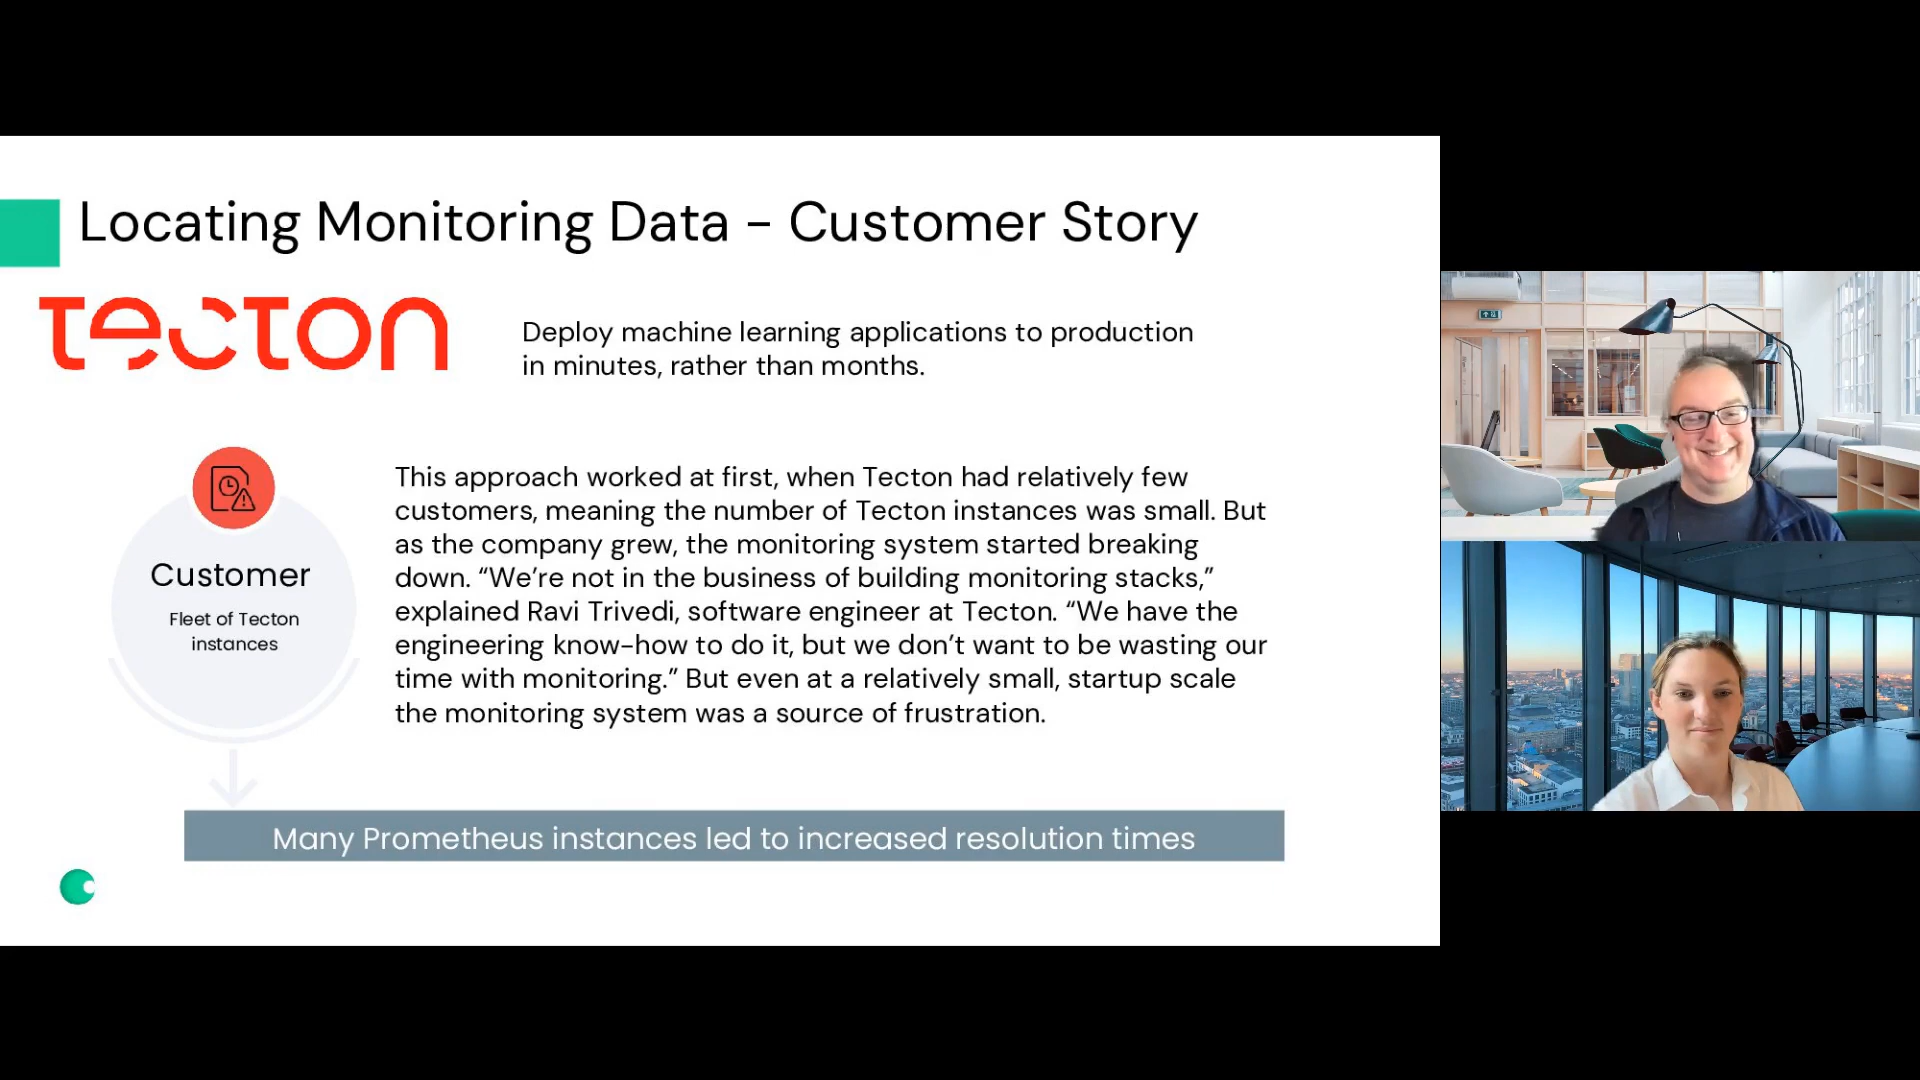 Locating Monitoring Data - Customer Story
tecton
Deploy machine learning applications to production
in minutes, rather than months.
Customer
Fleet of Tecton
instances
This approach worked at first, when Tecton had relatively few
customers, meaning the number of Tecton instances was small. But
as the company grew, the monitoring system started breaking
down. “We’re not in the business of building monitoring stacks,”
explained Ravi Trivedi, software engineer at Tecton. “We have the
engineering know-how to do it, but we don’t want to be wasting our
time with monitoring.” But even at a relatively small, startup scale
the monitoring system was a source of frustration.
Many Prometheus instances led to increased resolution times